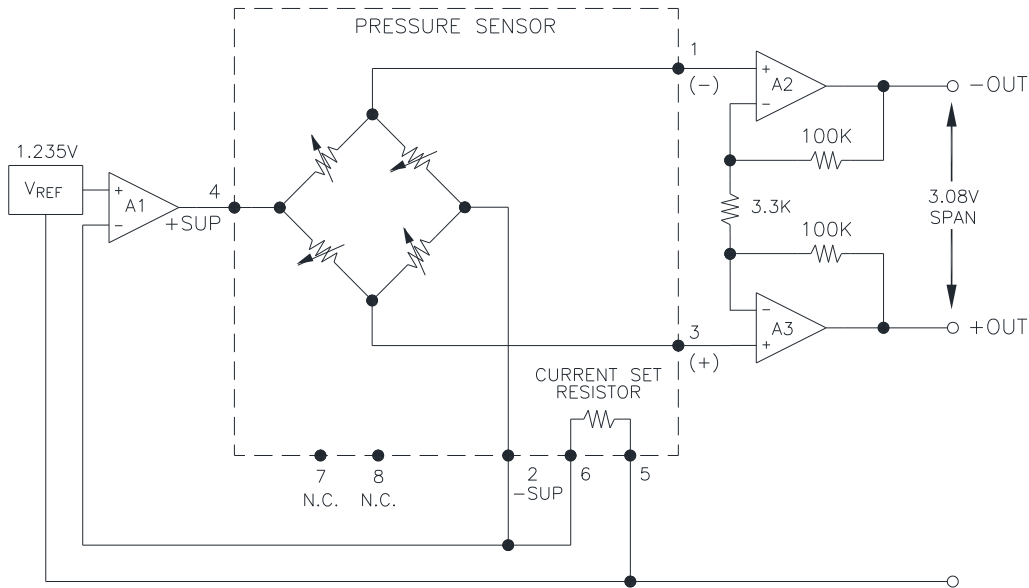 PRESSURE SENSOR
1
(−)
+
A2
−
−OUT
100K
1.235V
VREF
+
A1
−
4
+SUP
3.3K
3.08V
SPAN
100K
−
A3
+
+OUT
3
(+)
CURRENT SET
RESISTOR
7
N.C.
8
N.C.
2
−SUP
6
5